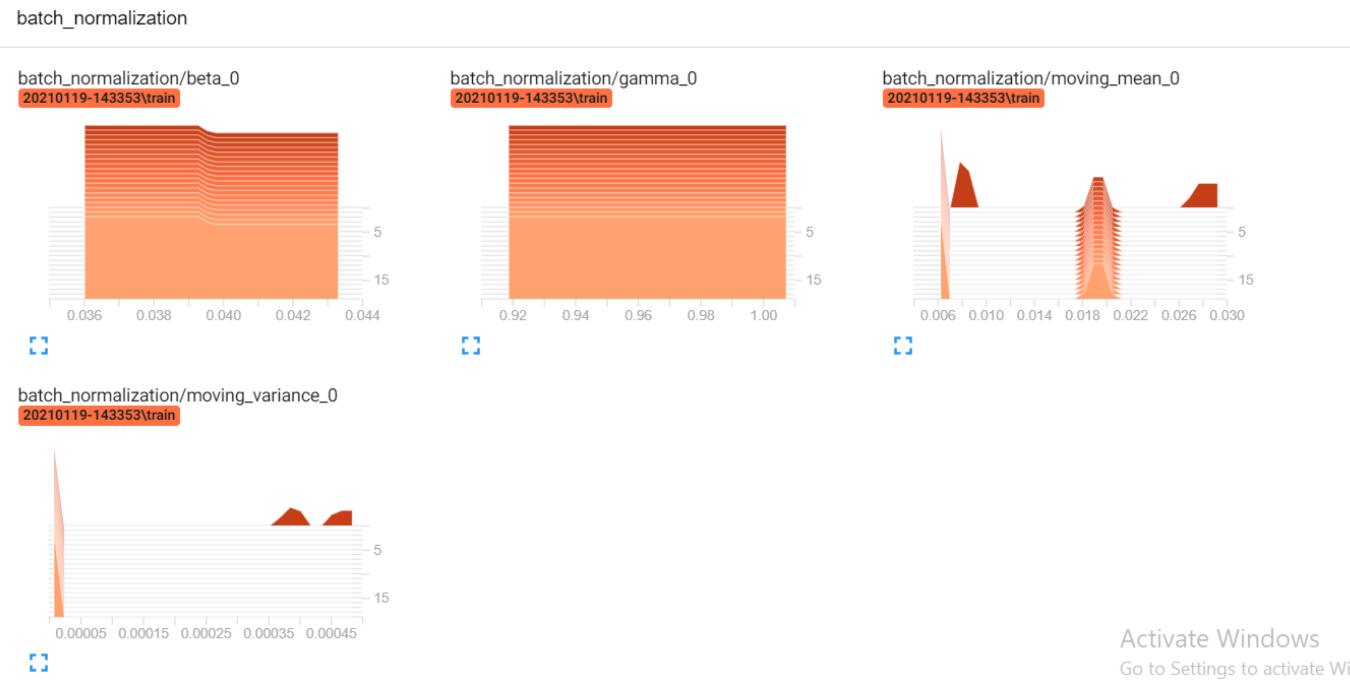 batch_normalization
batch_normalization/beta_0
20210119-143353\train
5
15
0.036 0.038 0.040 0.042 0.044
batch_normalization/gamma_0
20210119-143353\train
5
15
0.92 0.94 0.96 0.98 1.00
batch_normalization/moving_mean_0
20210119-143353\train
5
15
0.006 0.010 0.014 0.018 0.022 0.026 0.030
batch_normalization/moving_variance_0
20210119-143353\train
5
15
0.00005 0.00015 0.00025 0.00035 0.00045
Activate Windows
Go to Settings to activate Wi